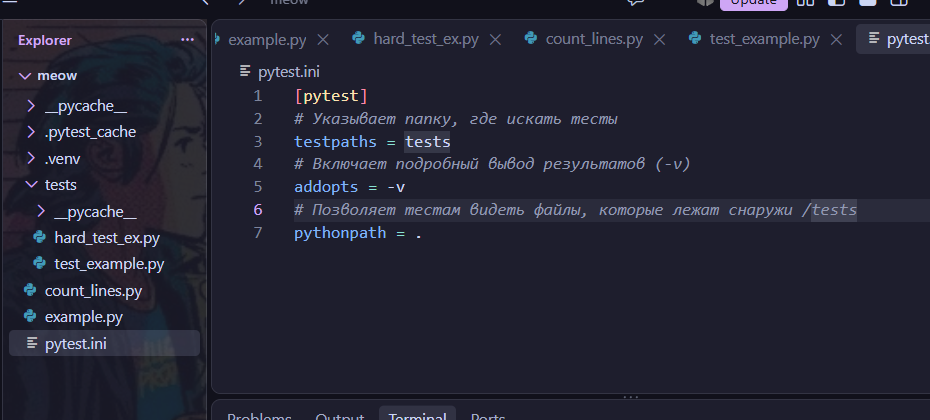 meow
Update
Explorer
...
example.py
hard_test_ex.py
count_lines.py
test_example.py
pytest
meow
__pycache__
.pytest_cache
.venv
tests
__pycache__
hard_test_ex.py
test_example.py
count_lines.py
example.py
pytest.ini
pytest.ini
1 [pytest]
2 # Указывает папку, где искать тесты
3 testpaths = tests
4 # Включает подробный вывод результатов (-v)
5 addopts = -v
6 # Позволяет тестам видеть файлы, которые лежат снаружи /tests
7 pythonpath = .
Problems Output Terminal Ports